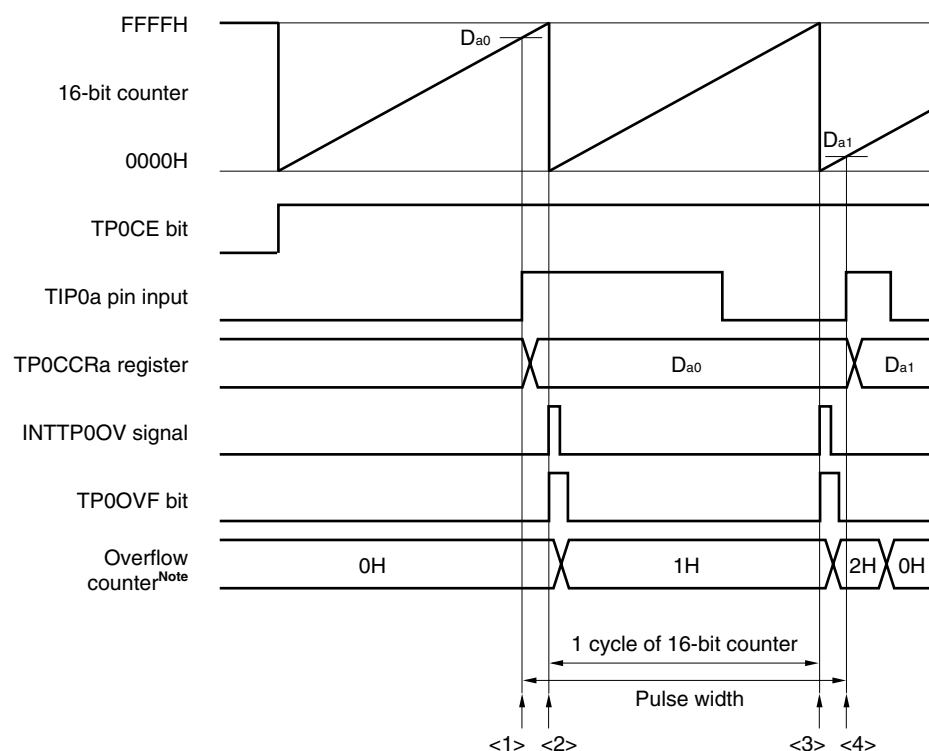 FFFFH
Da0
16-bit counter
Da1
0000H
TP0CE bit
TIP0a pin input
TP0CCRa register
Da0
Da1
INTTP0OV signal
TP0OVF bit
Overflow
counterNote
0H
1H
2H
0H
1 cycle of 16-bit counter
Pulse width
<1>
<2>
<3>
<4>